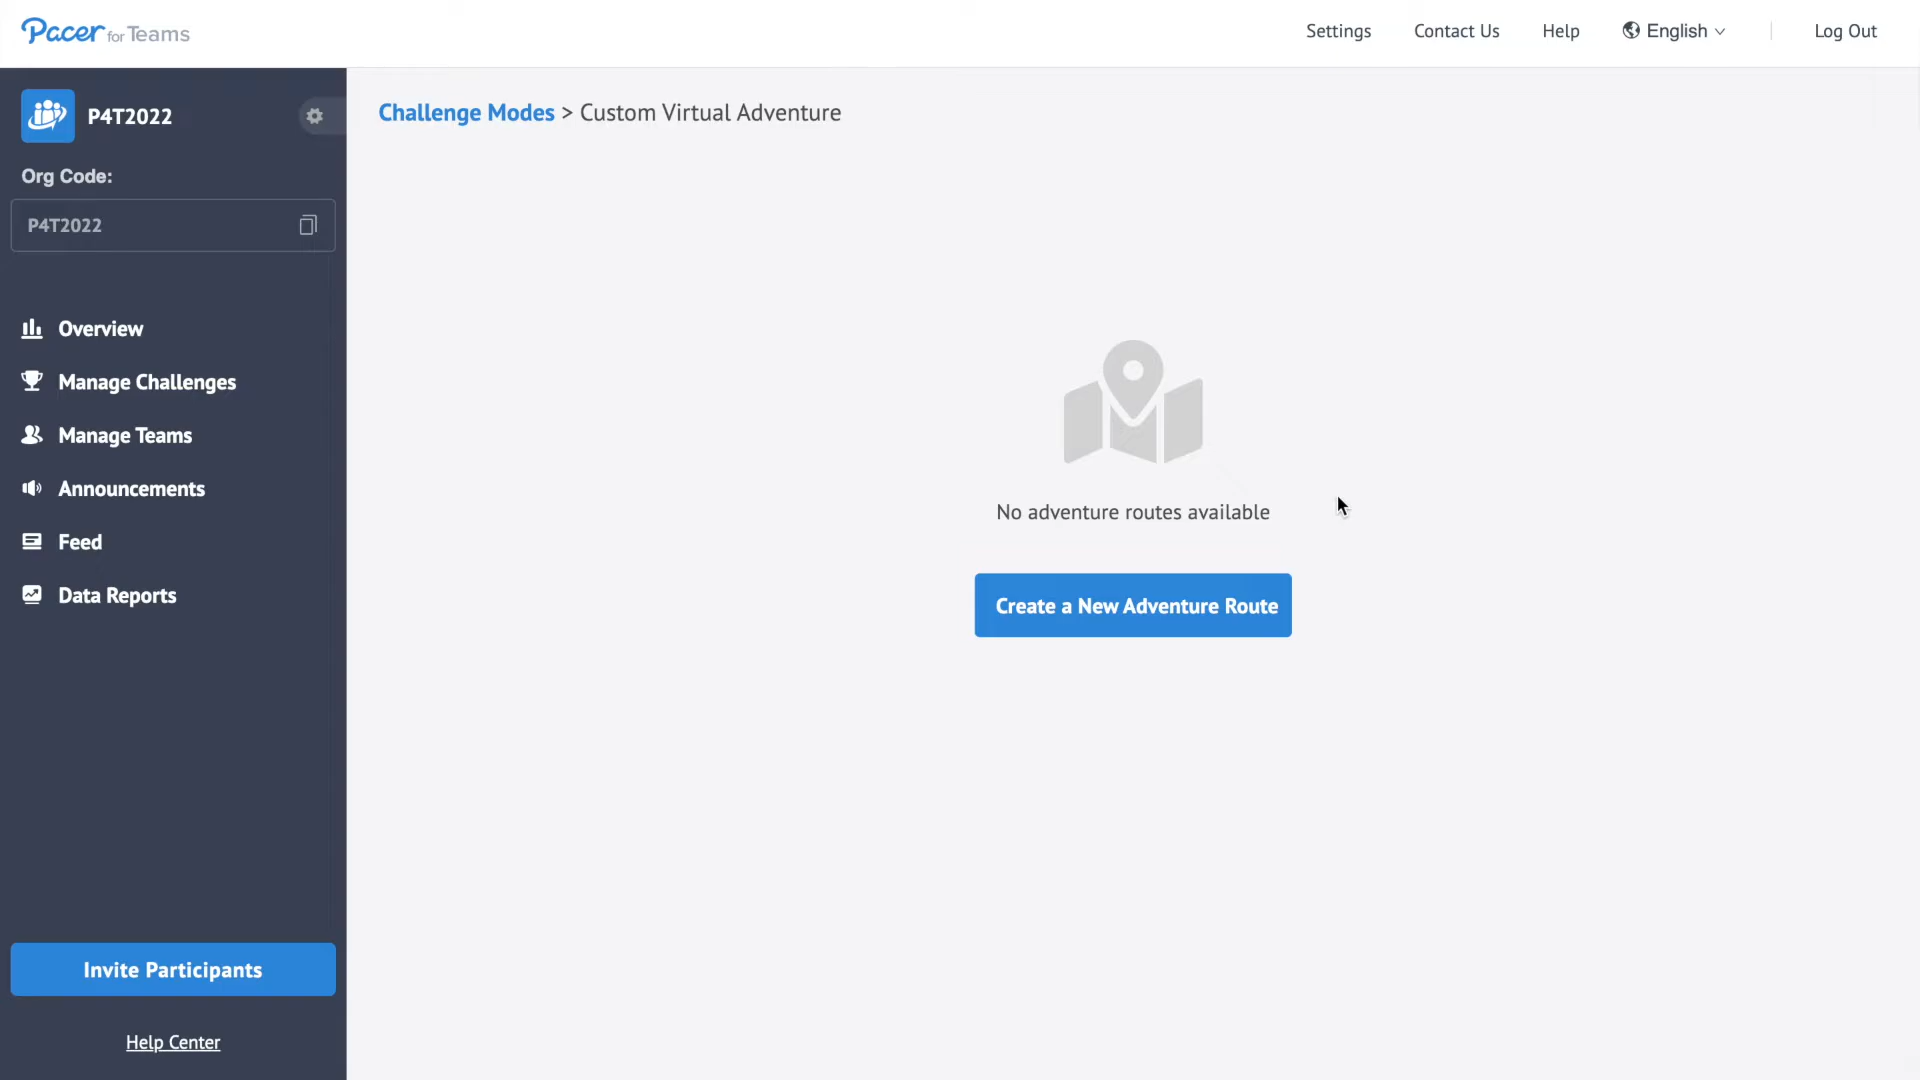 Pacer for Teams
Settings
Contact Us
Help
English
Log Out
P4T2022
Org Code:
P4T2022
Overview
Manage Challenges
Manage Teams
Announcements
Feed
Data Reports
Invite Participants
Help Center
Challenge Modes > Custom Virtual Adventure
No adventure routes available
Create a New Adventure Route